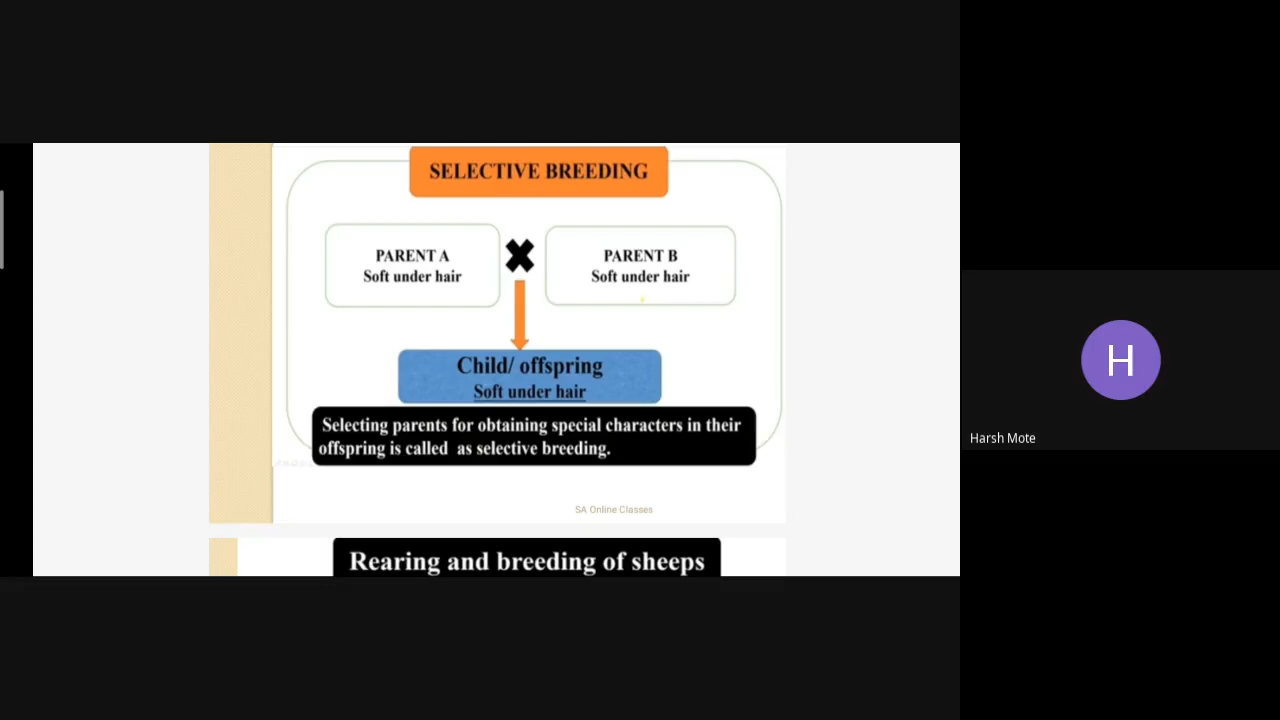 SELECTIVE BREEDING
PARENT A
Soft under hair
PARENT B
Soft under hair
Child/ offspring
Soft under hair
Selecting parents for obtaining special characters in their
offspring is called as selective breeding.
SA Online Classes
Rearing and breeding of sheeps
H
Harsh Mote